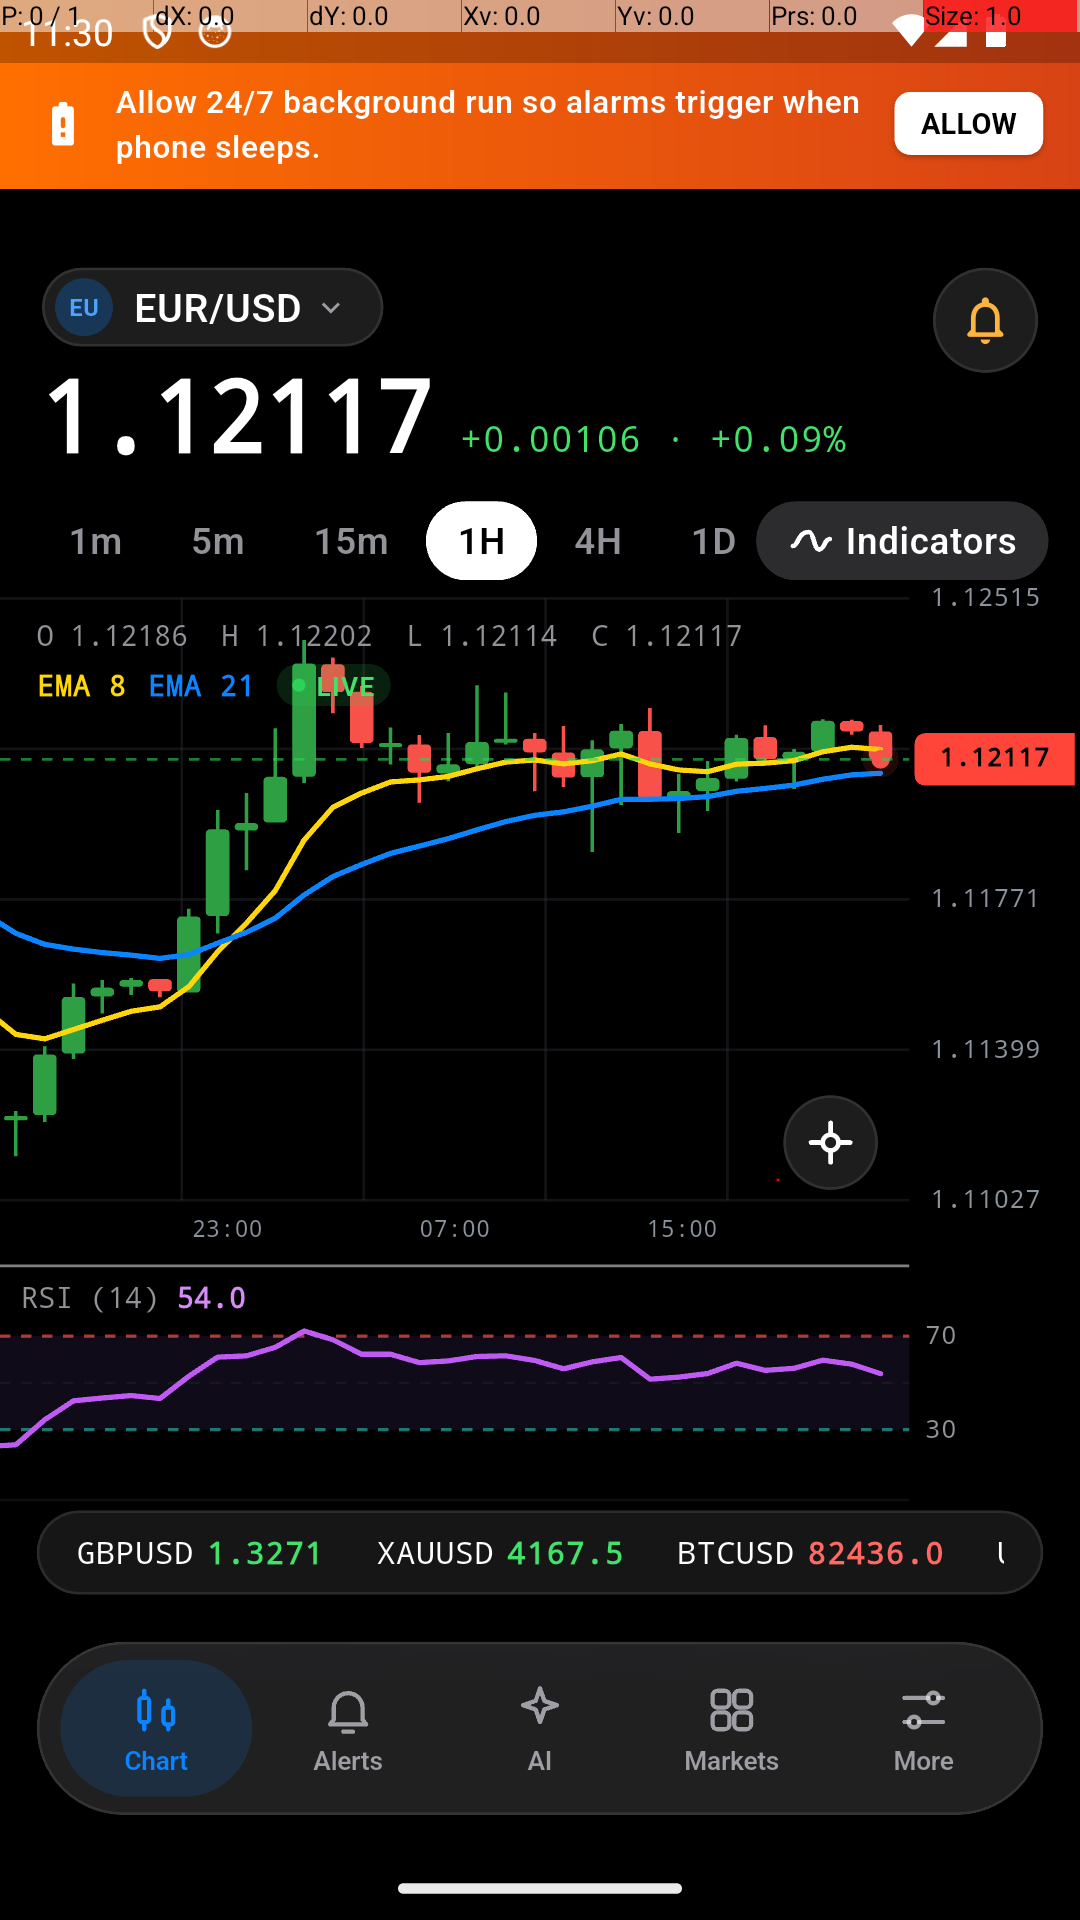 P: 0 / 1 dX: 0.0 dY: 0.0 Xv: 0.0 Yv: 0.0 Prs: 0.0 Size: 1.0
11:30
Allow 24/7 background run so alarms trigger when
phone sleeps.
ALLOW
EU EUR/USD
1.12117 +0.00106 · +0.09%
1m 5m 15m 1H 4H 1D Indicators
1.12515
O 1.12186 H 1.12202 L 1.12114 C 1.12117
EMA 8 EMA 21 LIVE
1.12117
1.11771
1.11399
1.11027
23:00 07:00 15:00
RSI (14) 54.0
70
30
GBPUSD 1.3271 XAUUSD 4167.5 BTCUSD 82436.0
Chart Alerts AI Markets More